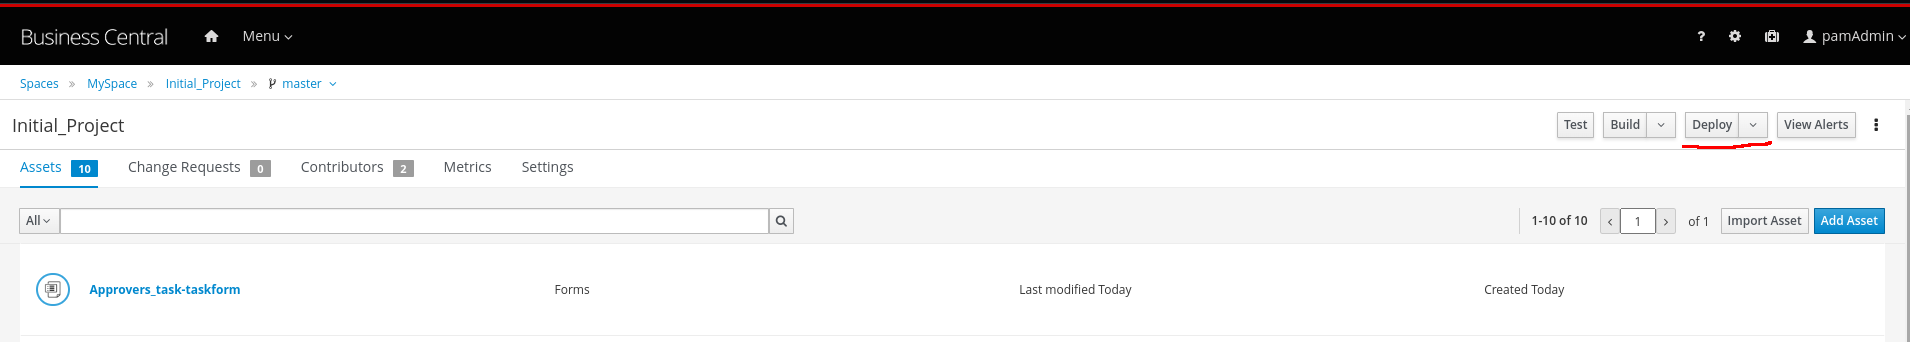 Business Central Menu ? pamAdmin
Spaces » MySpace » Initial_Project » master
Initial_Project Test Build Deploy View Alerts
Assets 10 Change Requests 0 Contributors 2 Metrics Settings
All 1-10 of 10 < 1 > of 1 Import Asset Add Asset
Approvers_task-taskform Forms Last modified Today Created Today